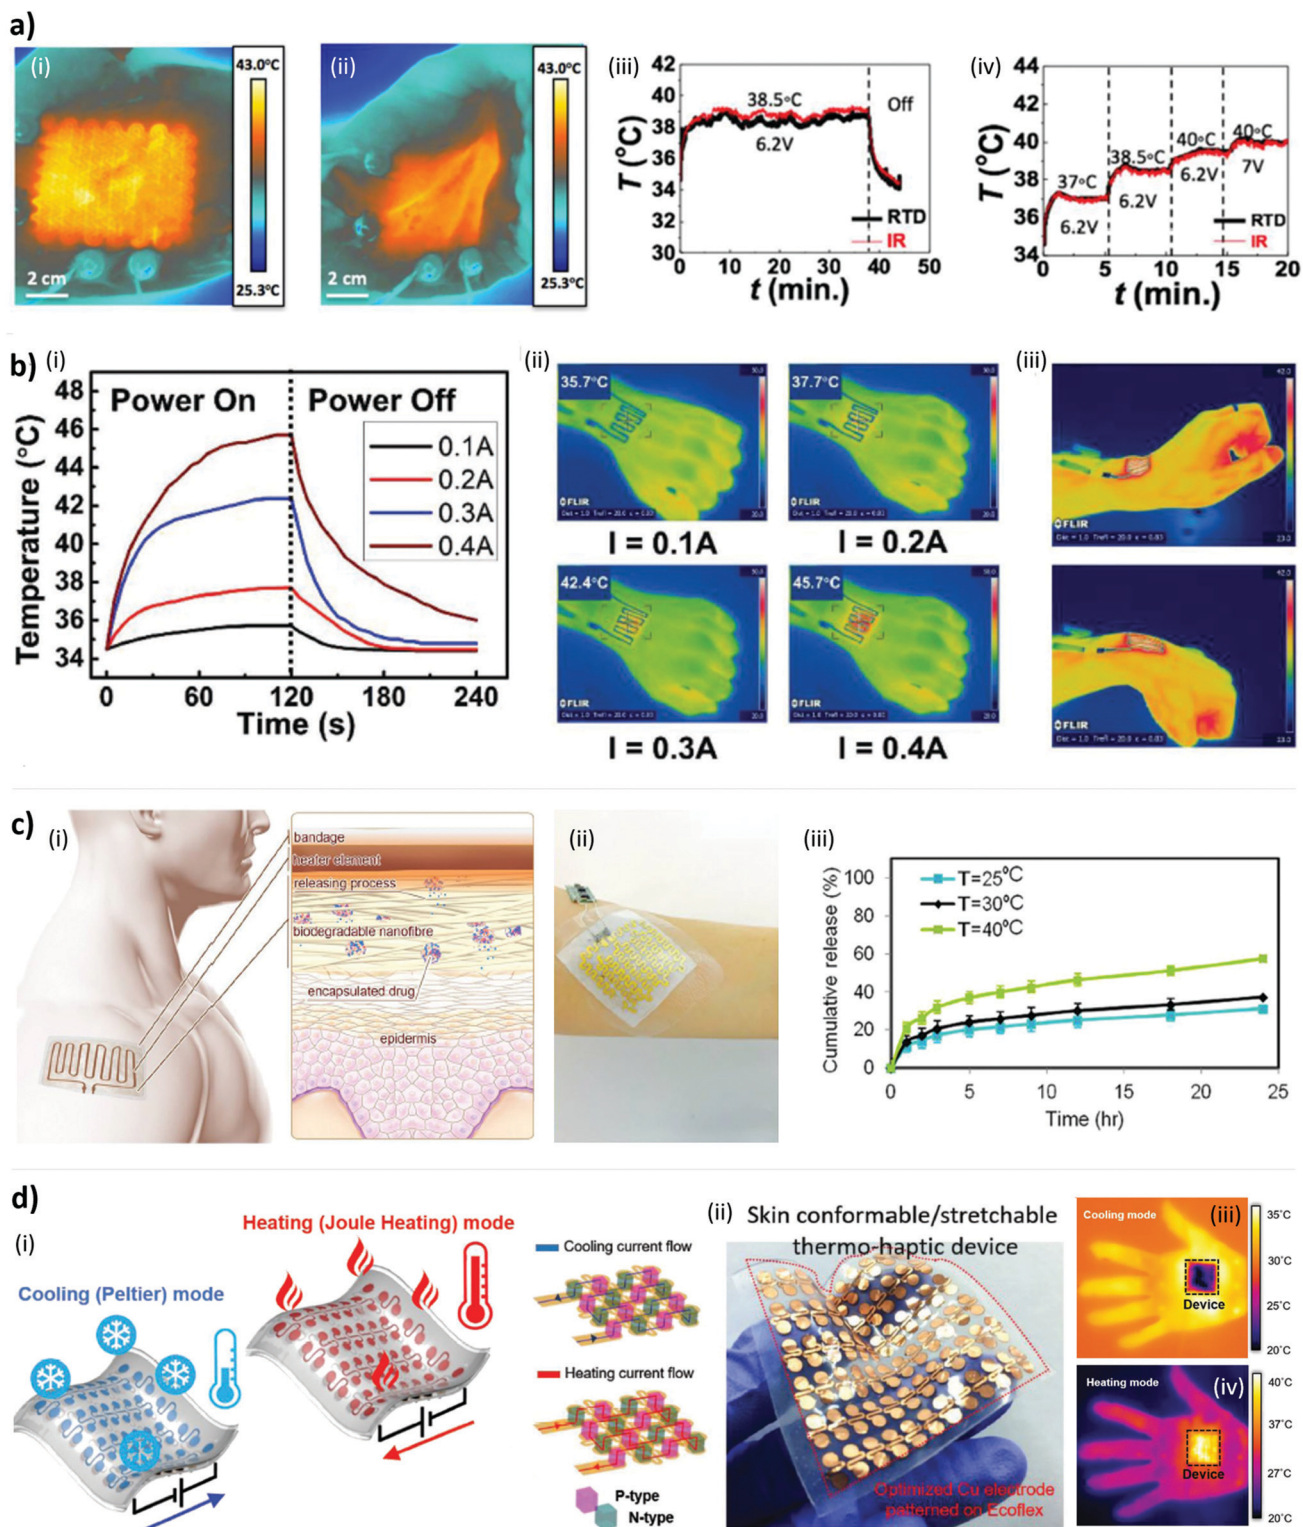 a)
(i)
43.0°C
25.3°C
2 cm
(ii)
43.0°C
25.3°C
2 cm
(iii)
42
40
38
36
34
32
30
T (°C)
38.5°C
6.2V
Off
RTD
IR
0 10 20 30 40 50
t (min.)
(iv)
44
42
40
38
36
34
T (°C)
37°C
6.2V
38.5°C
6.2V
40°C
6.2V
40°C
7V
RTD
IR
0 5 10 15 20
t (min.)
b)
(i)
48
46
44
42
40
38
36
34
Temperature (°C)
Power On
Power Off
0.1A
0.2A
0.3A
0.4A
0 60 120 180 240
Time (s)
(ii)
35.7°C
FLIR
I = 0.1A
37.7°C
FLIR
I = 0.2A
42.4°C
FLIR
I = 0.3A
45.7°C
FLIR
I = 0.4A
(iii)
FLIR
FLIR
c)
(i)
bandage
heater element
releasing process
biodegradable nanofibre
encapsulated drug
epidermis
(ii)
(iii)
100
80
60
40
20
0
Cumulative release (%)
T=25°C
T=30°C
T=40°C
0 5 10 15 20 25
Time (hr)
d)
(i)
Cooling (Peltier) mode
Heating (Joule Heating) mode
Cooling current flow
Heating current flow
P-type
N-type
(ii)
Skin conformable/stretchable
thermo-haptic device
Optimized Cu electrode
patterned on Ecoflex
(iii)
Cooling mode
Device
35°C
30°C
25°C
20°C
(iv)
Heating mode
Device
40°C
37°C
27°C
20°C